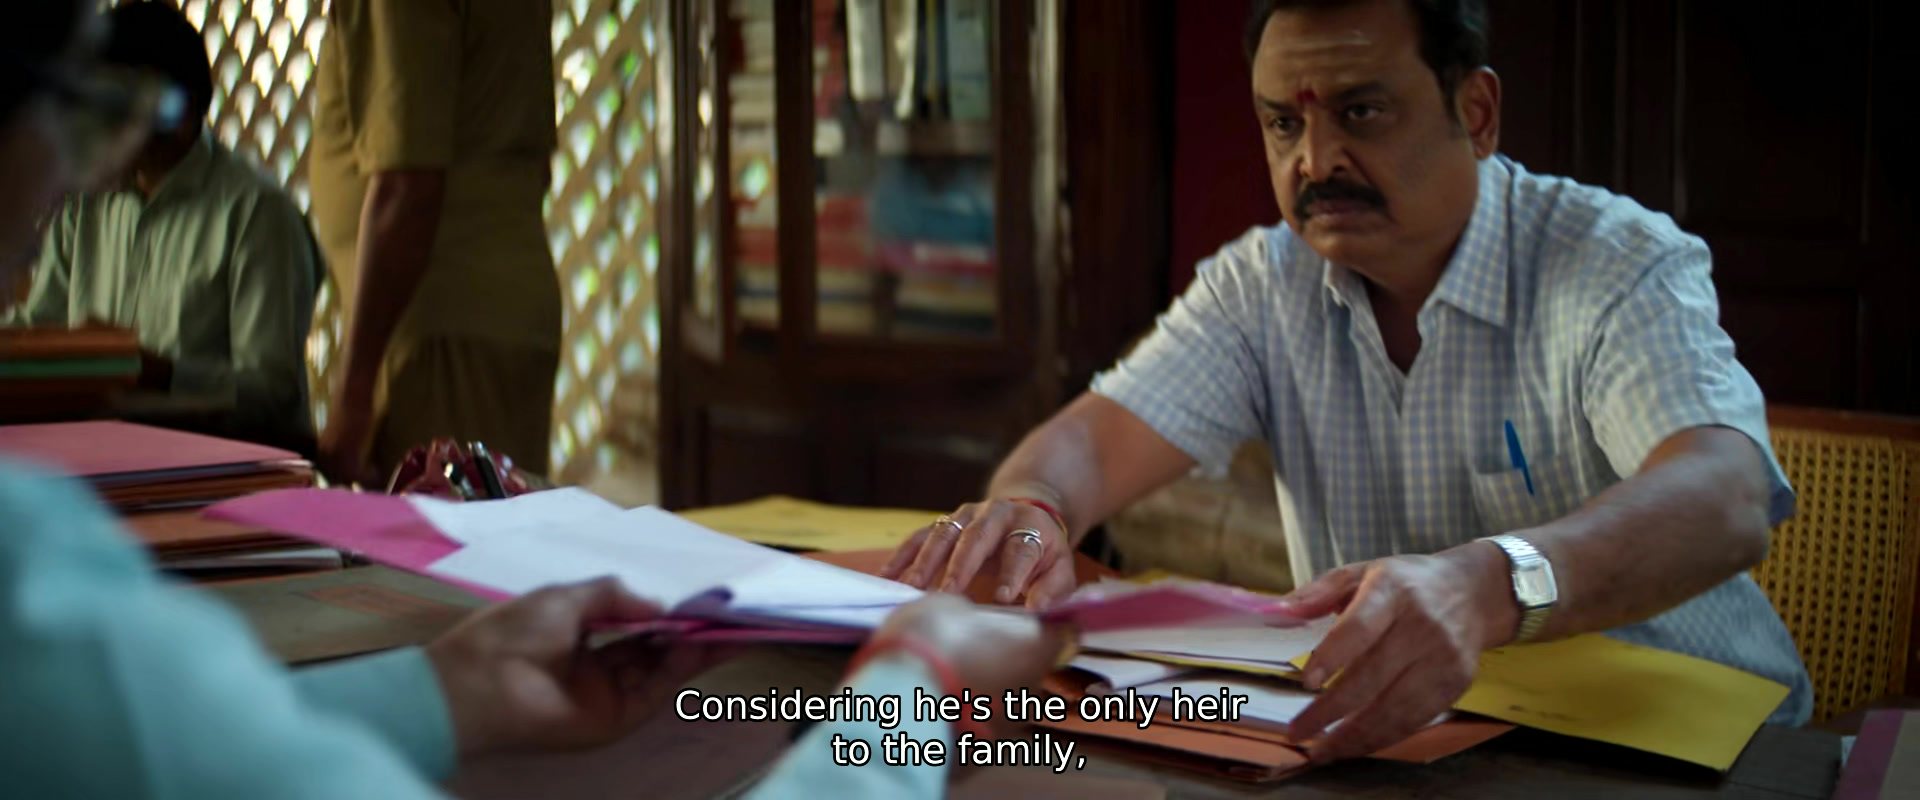 Considering he's the only heir
to the family,